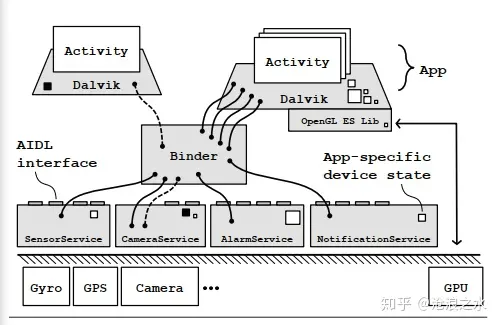 Activity
Dalvik
Activity
Dalvik
App
OpenGL ES Lib
AIDL
interface
Binder
App-specific
device state
SensorService
CameraService
AlarmService
NotificationService
Gyro
GPS
Camera
•••
GPU
知乎 @沧浪之水